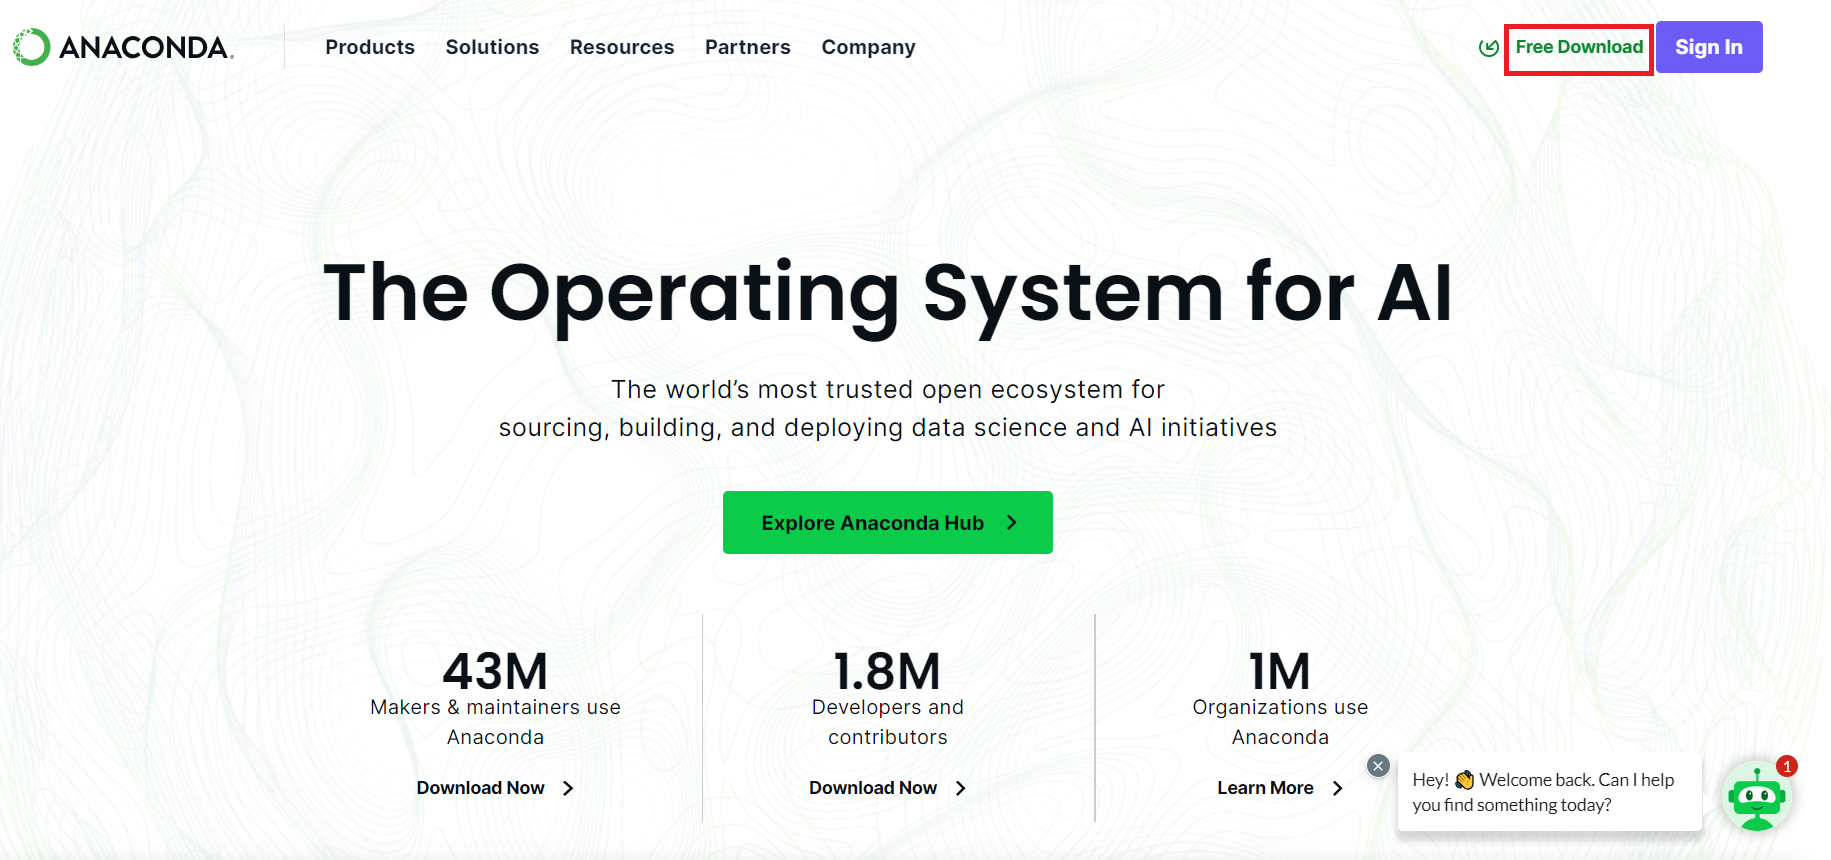 ANACONDA.
Products Solutions Resources Partners Company
Free Download
Sign In
The Operating System for AI
The world’s most trusted open ecosystem for
sourcing, building, and deploying data science and AI initiatives
Explore Anaconda Hub
43M
Makers & maintainers use
Anaconda
Download Now
1.8M
Developers and
contributors
Download Now
1M
Organizations use
Anaconda
Learn More
Hey! 👋 Welcome back. Can I help
you find something today?
1